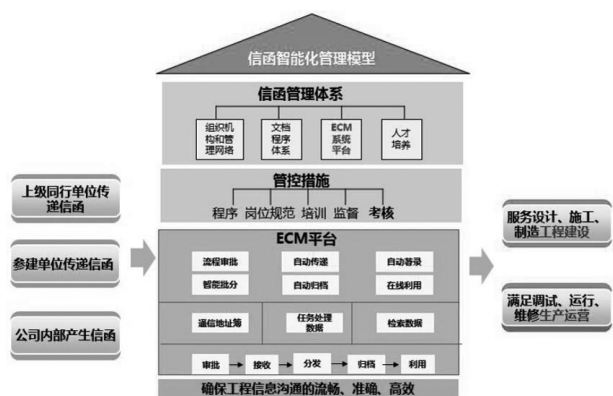 信函智能化管理模型
信函管理体系
组织机
构和管
理网络
文档
程序
体系
ECM
系统
平台
人才
培养
管控措施
程序 岗位规范 培训 监督 考核
上级同行单位传
递信函
参建单位传递信函
公司内部产生信函
ECM平台
流程审批
自动传递
自动著录
智能批分
自动归档
在线利用
通信地址簿
任务处理
数据
检索数据
审批
接收
分发
归档
利用
确保工程信息沟通的流畅、准确、高效
服务设计、施工、
制造工程建设
满足调试、运行、
维修生产运营